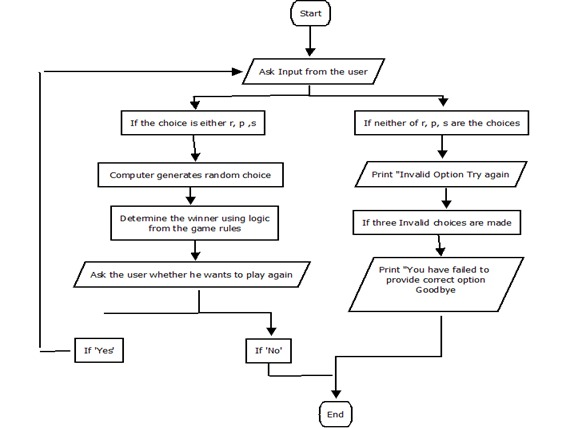 Start
Ask Input from the user
If the choice is either r, p ,s
If neither of r, p, s are the choices
Computer generates random choice
Print "Invalid Option Try again
Determine the winner using logic
from the game rules
If three Invalid choices are made
Ask the user whether he wants to play again
Print "You have failed to
provide correct option
Goodbye
If 'Yes'
If 'No'
End